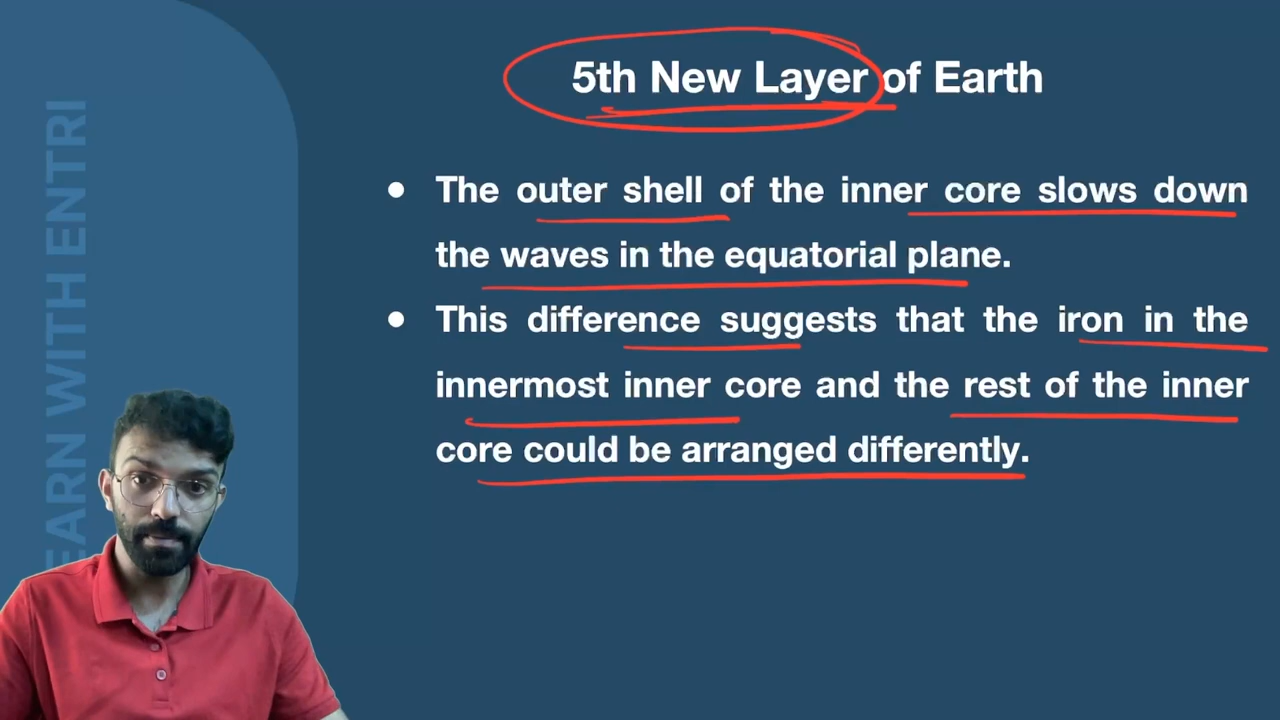 5th New Layer of Earth
• The outer shell of the inner core slows down
the waves in the equatorial plane.
• This difference suggests that the iron in the
innermost inner core and the rest of the inner
core could be arranged differently.
EARN WITH ENTRI